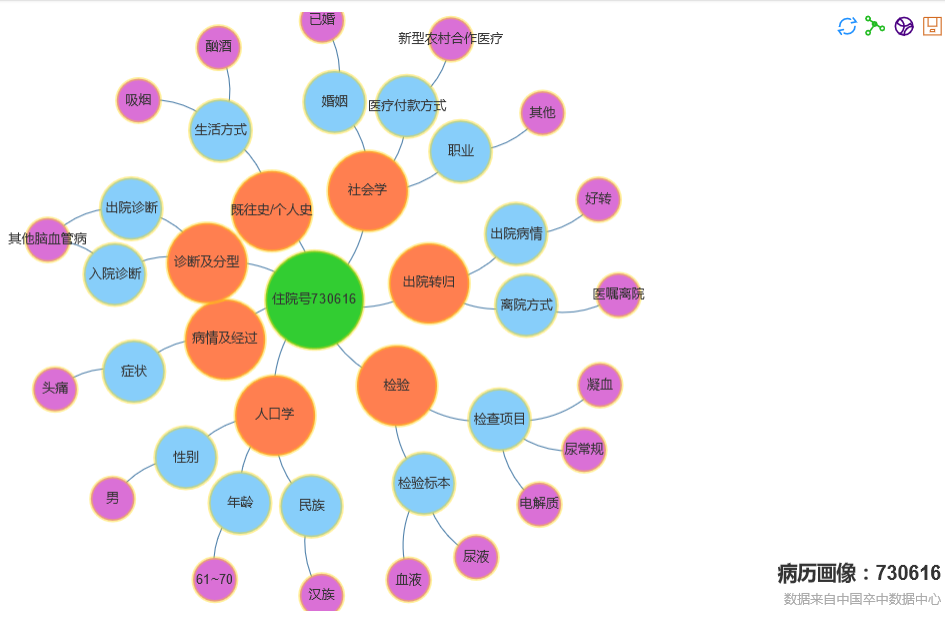 已婚
新型农村合作医疗
酗酒
吸烟
婚姻
医疗付款方式
其他
生活方式
职业
社会学
好转
出院诊断
既往史/个人史
出院病情
其他脑血管病
入院诊断
诊断及分型
出院转归
医嘱离院
住院号730616
离院方式
病情及经过
症状
头痛
检验
凝血
人口学
检查项目
尿常规
性别
检验标本
男
年龄
民族
电解质
尿液
61~70
血液
汉族
病历画像：730616
数据来自中国卒中数据中心